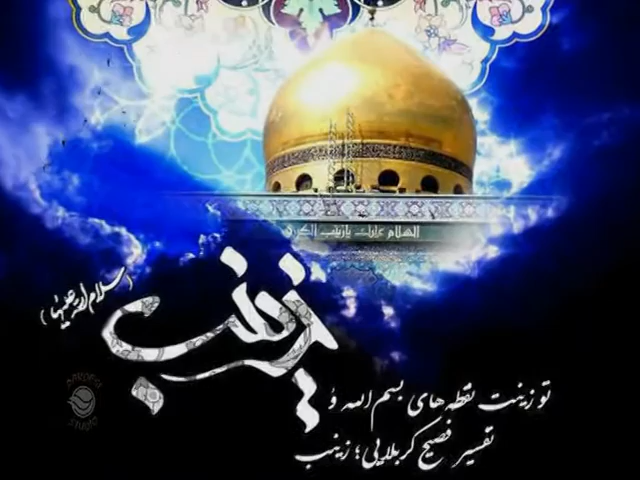 السلام علیک یا زینب الکبری
زینب
(سلام الله علیها)
تو زینت نقطه های بسم الله وُ
تفسیر فصیح کربلایی؛ زینب
STUDIO